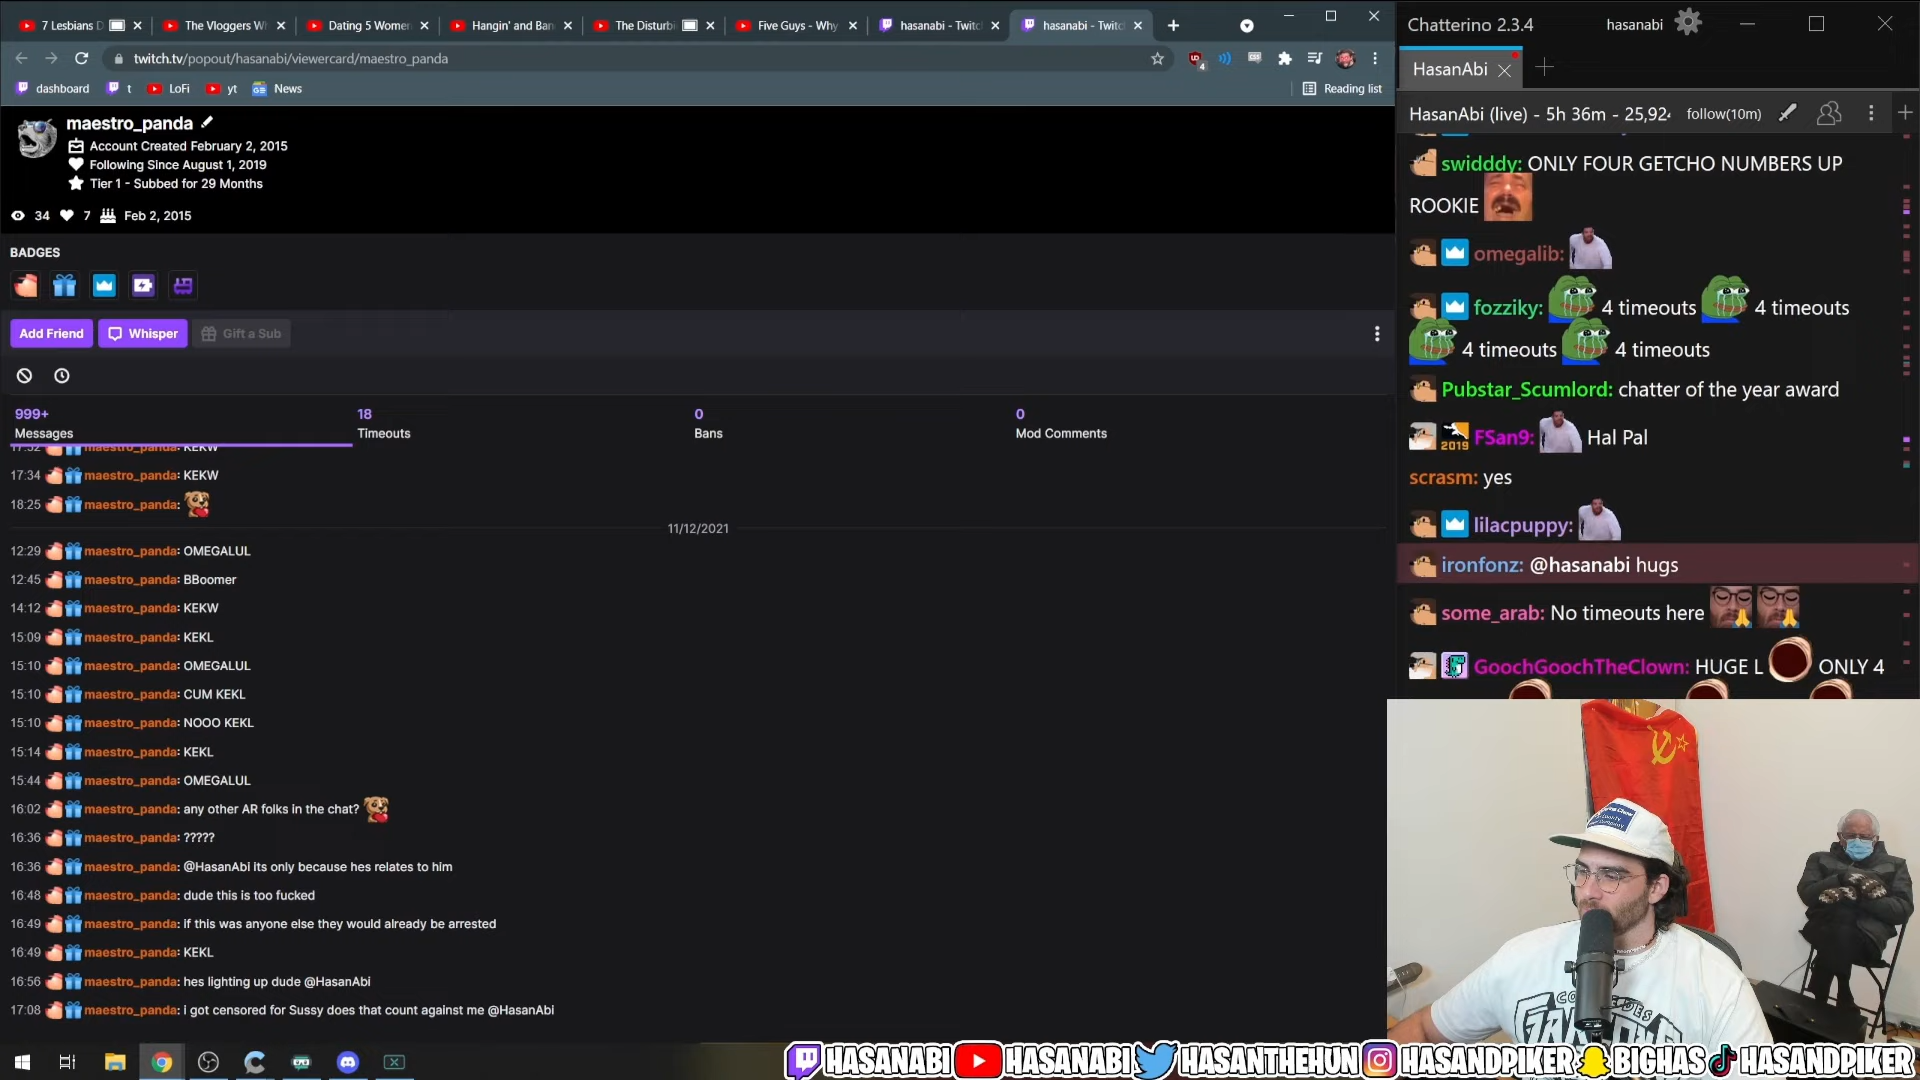 7 Lesbians D
The Vloggers W
Dating 5 Women
Hangin' and Ban
The Disturbi
Five Guys - Why
hasanabi - Twitc
hasanabi - Twitc
twitch.tv/popout/hasanabi/viewercard/maestro_panda
dashboard
t
LoFi
yt
News
Reading list
maestro_panda
Account Created February 2, 2015
Following Since August 1, 2019
Tier 1 - Subbed for 29 Months
34 7 Feb 2, 2015
BADGES
Add Friend Whisper Gift a Sub
999+ 18 0 0
Messages Timeouts Bans Mod Comments
17:32 maestro_panda: KEKW
17:34 maestro_panda: KEKW
18:25 maestro_panda:
11/12/2021
12:29 maestro_panda: OMEGALUL
12:45 maestro_panda: BBoomer
14:12 maestro_panda: KEKW
15:09 maestro_panda: KEKL
15:10 maestro_panda: OMEGALUL
15:10 maestro_panda: CUM KEKL
15:10 maestro_panda: NOOO KEKL
15:14 maestro_panda: KEKL
15:44 maestro_panda: OMEGALUL
16:02 maestro_panda: any other AR folks in the chat?
16:36 maestro_panda: ?????
16:36 maestro_panda: @HasanAbi its only because hes relates to him
16:48 maestro_panda: dude this is too fucked
16:49 maestro_panda: if this was anyone else they would already be arrested
16:49 maestro_panda: KEKL
16:56 maestro_panda: hes lighting up dude @HasanAbi
17:08 maestro_panda: i got censored for Sussy does that count against me @HasanAbi
Chatterino 2.3.4 hasanabi
HasanAbi
HasanAbi (live) - 5h 36m - 25,92 follow(10m)
swidddy: ONLY FOUR GETCHO NUMBERS UP
ROOKIE
omegalib:
fozziky: 4 timeouts 4 timeouts
4 timeouts 4 timeouts
Pubstar_Scumlord: chatter of the year award
2019 FSan9: Hal Pal
scrasm: yes
lilacpuppy:
ironfonz: @hasanabi hugs
some_arab: No timeouts here
GoochGoochTheClown: HUGE L ONLY 4
HASANABI HASANABI HASANTHEHUN HASANDPIKER BIGHAS HASANDPIKER